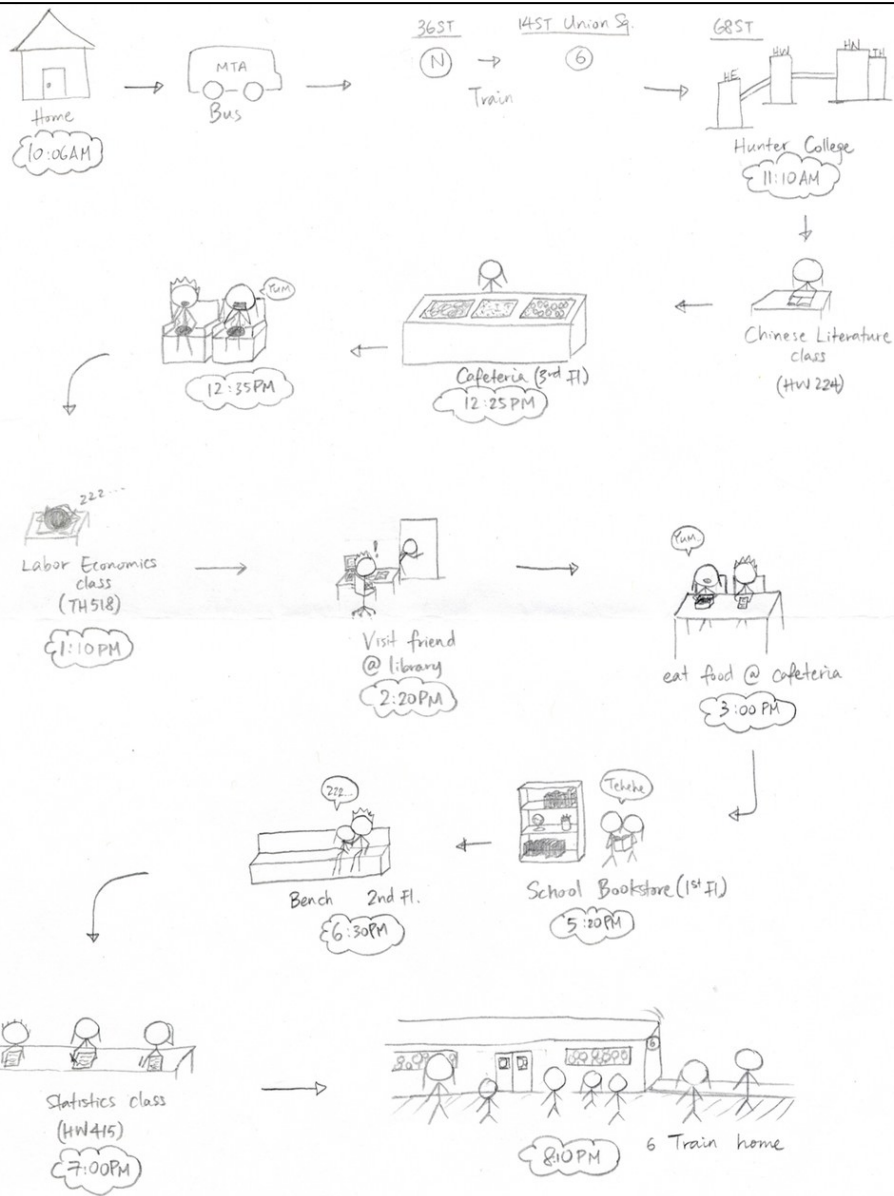 36ST
14ST Union Sq.
68ST
MTA
N
6
HE
HW
HN
TH
Home
Bus
Train
Hunter College
10:06AM
11:10AM
YUM
Chinese Literature
class
(HW 224)
Cafeteria (3rd Fl)
12:25PM
12:35PM
zzz...
Labor Economics
class
(TH518)
1:10PM
!
Visit friend
@ library
2:20PM
Yum.
eat food @ cafeteria
3:00PM
Tehehe
School Bookstore (1st Fl)
5:20PM
zzz...
Bench 2nd Fl.
6:30PM
Statistics class
(HW415)
7:00PM
6
6 Train home
8:10PM